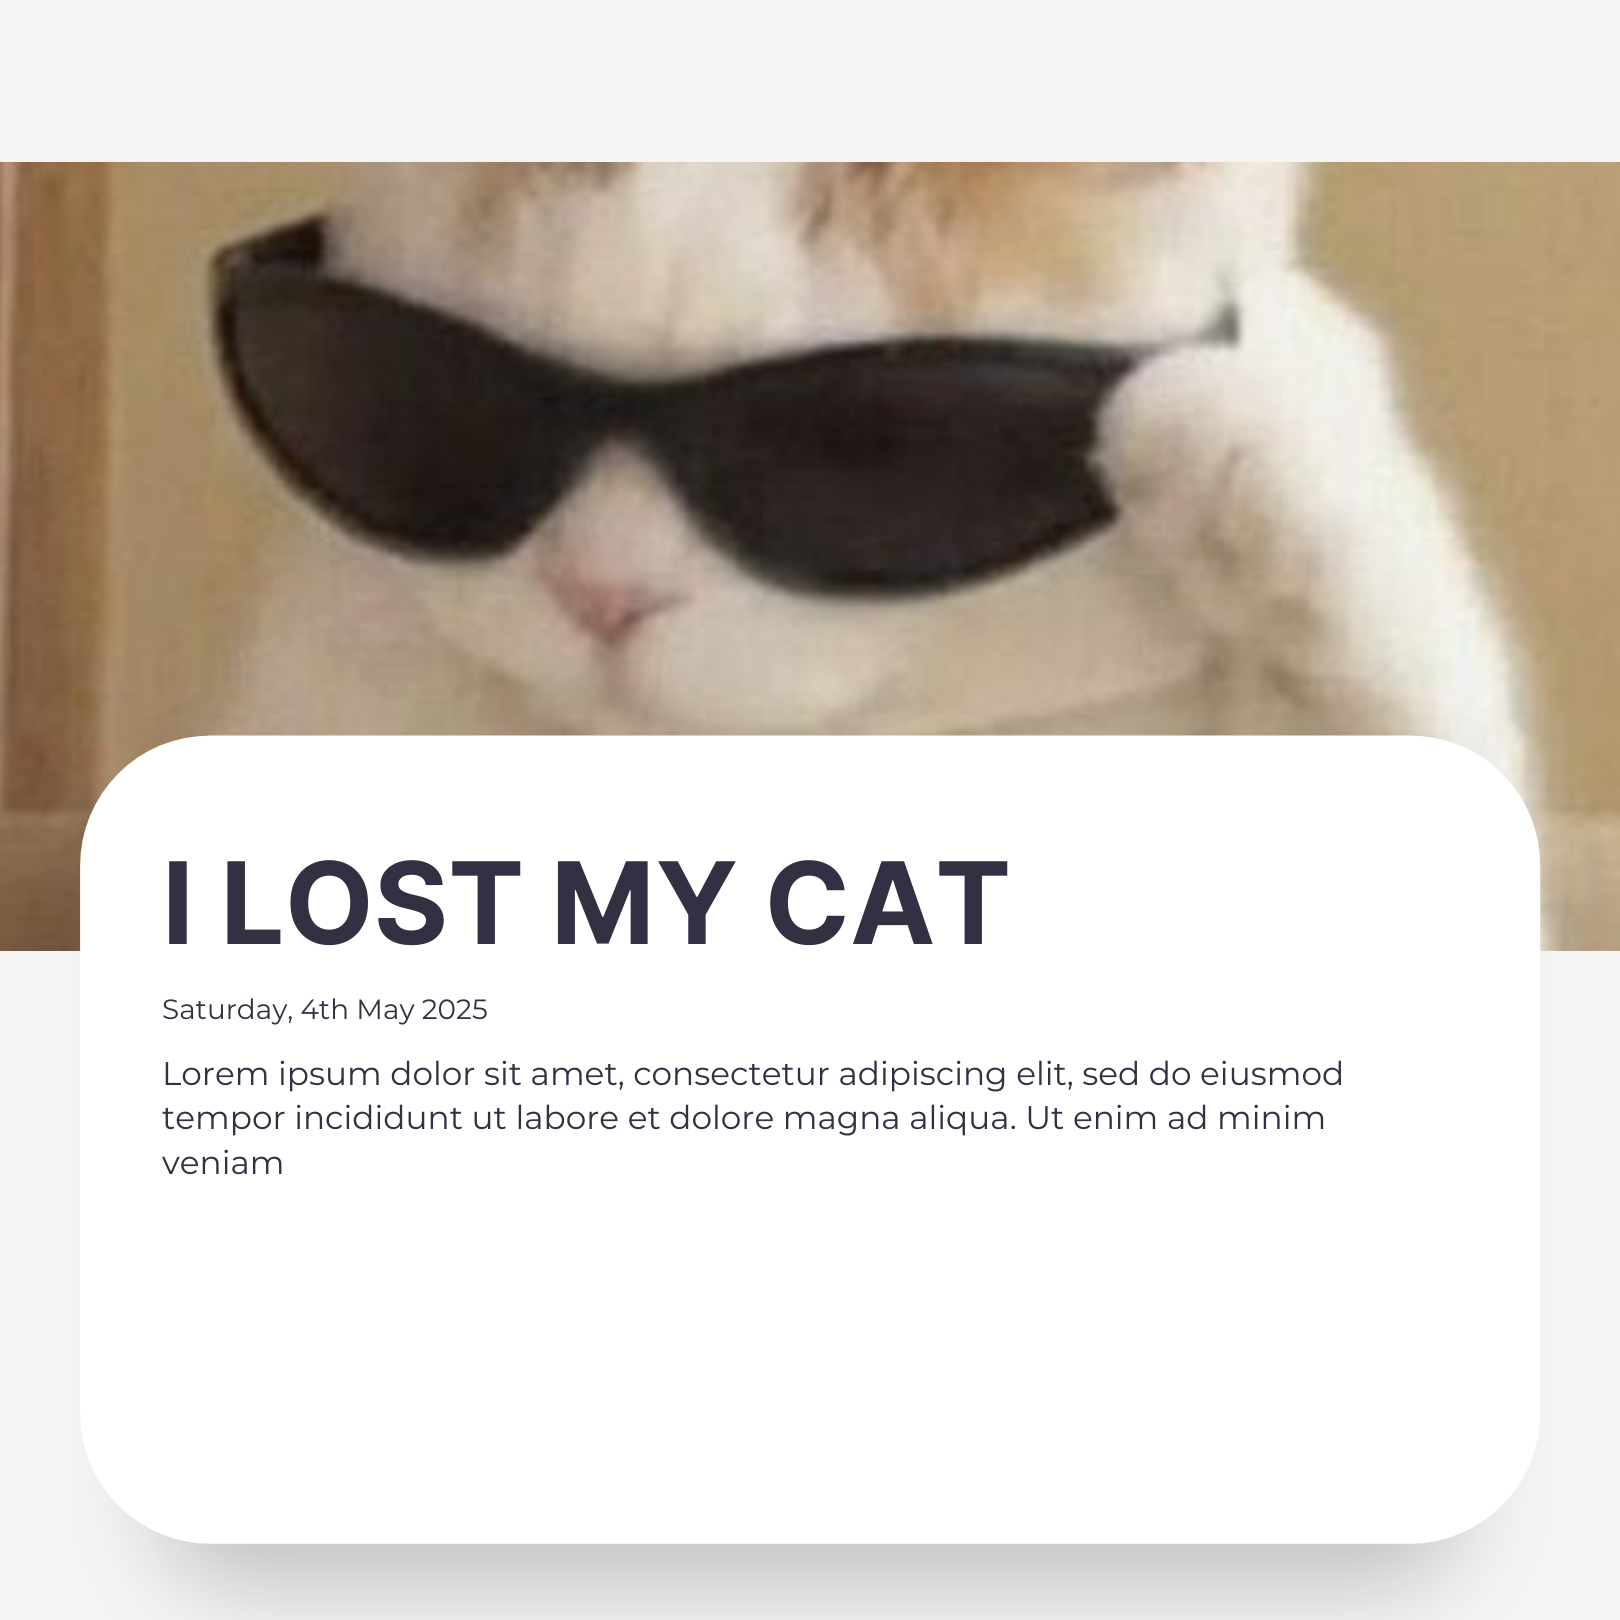 I LOST MY CAT
Saturday, 4th May 2025
Lorem ipsum dolor sit amet, consectetur adipiscing elit, sed do eiusmod
tempor incididunt ut labore et dolore magna aliqua. Ut enim ad minim
veniam